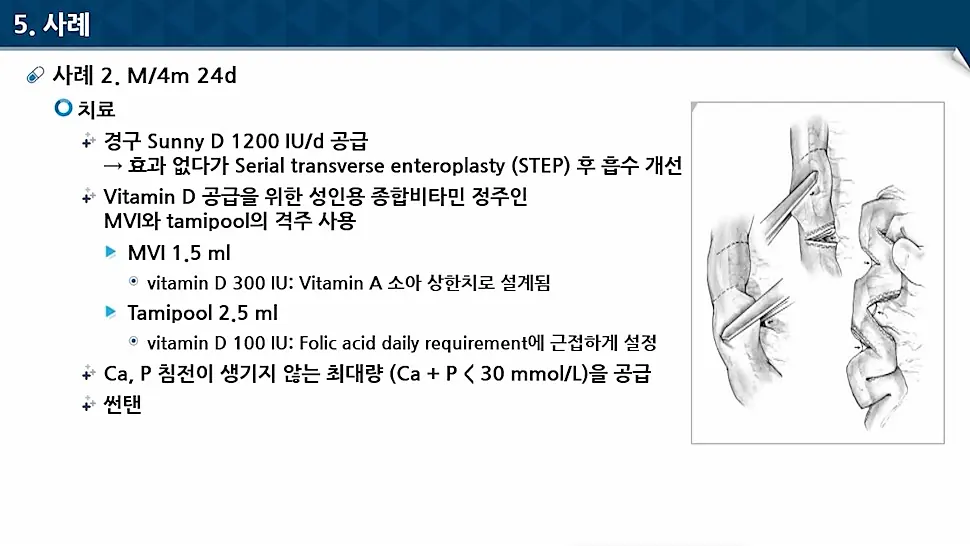 5. 사례
사례 2. M/4m 24d
치료
경구 Sunny D 1200 IU/d 공급
→ 효과 없다가 Serial transverse enteroplasty (STEP) 후 흡수 개선
Vitamin D 공급을 위한 성인용 종합비타민 정주인
MVI와 tamipool의 격주 사용
MVI 1.5 ml
vitamin D 300 IU: Vitamin A 소아 상한치로 설계됨
Tamipool 2.5 ml
vitamin D 100 IU: Folic acid daily requirement에 근접하게 설정
Ca, P 침전이 생기지 않는 최대량 (Ca + P < 30 mmol/L)을 공급
썬탠